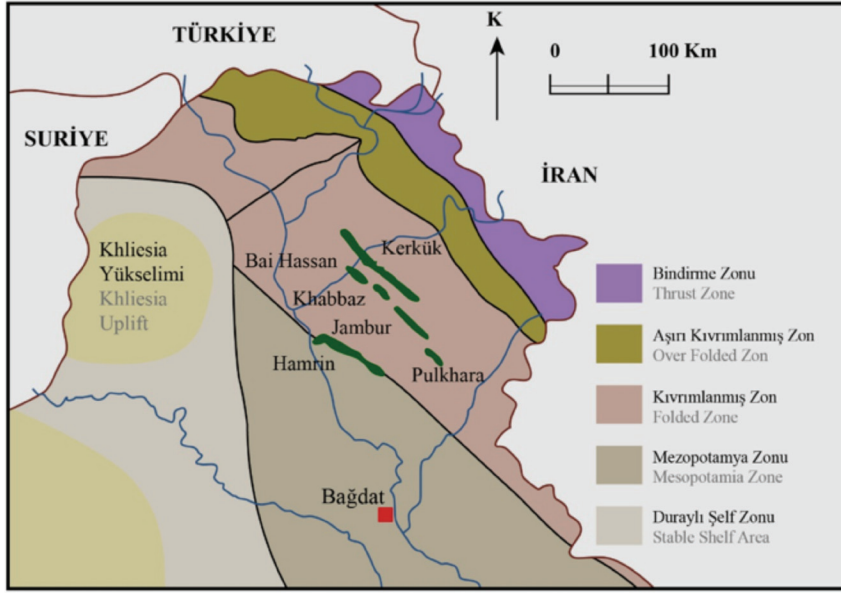 TÜRKİYE
K
0 100 Km
SURİYE
İRAN
Khliesia
Yükselimi
Khliesia
Uplift
Kerkük
Bai Hassan
Khabbaz
Jambur
Hamrin
Pulkhara
Bağdat
Bindirme Zonu
Thrust Zone
Aşırı Kıvrımlanmış Zon
Over Folded Zon
Kıvrımlanmış Zon
Folded Zone
Mezopotamya Zonu
Mesopotamia Zone
Duraylı Şelf Zonu
Stable Shelf Area